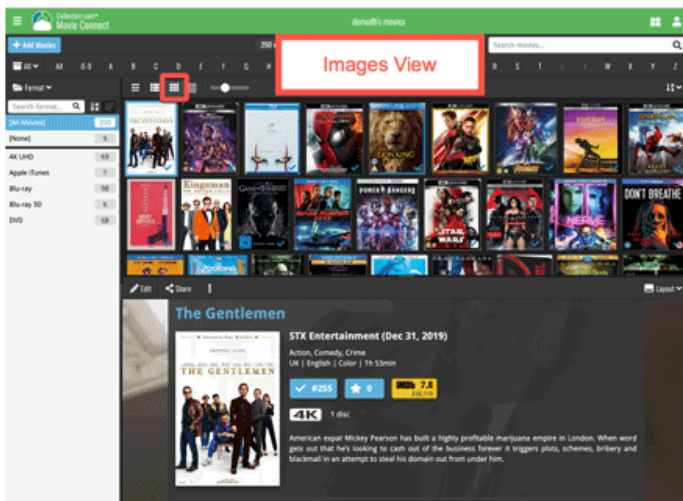 Collectorz.com*
Movie Connect
demodb's movies
+ Add Movies
250
Images View
Search movies...
All
All
0-9
A
B
C
D
E
F
G
H
R
S
T
W
X
Y
Z
Format
Search format...
[All Movies] 255
[None] 9
4K UHD 69
Apple iTunes 1
Blu-ray 98
Blu-ray 3D 6
DVD 68
LION KING
Kingsman
POWER RANGERS
STAR WARS
NERVE
DON'T BREATHE
Edit
Share
Layout
The Gentlemen
THE GENTLEMEN
STX Entertainment (Dec 31, 2019)
Action, Comedy, Crime
UK | English | Color | 1h 53min
#255
0
IMDb 7.8
4K 1 disc
American expat Mickey Pearson has built a highly profitable marijuana empire in London. When word
gets out that he's looking to cash out of the business forever it triggers plots, schemes, bribery and
blackmail in an attempt to steal his domain out from under him.